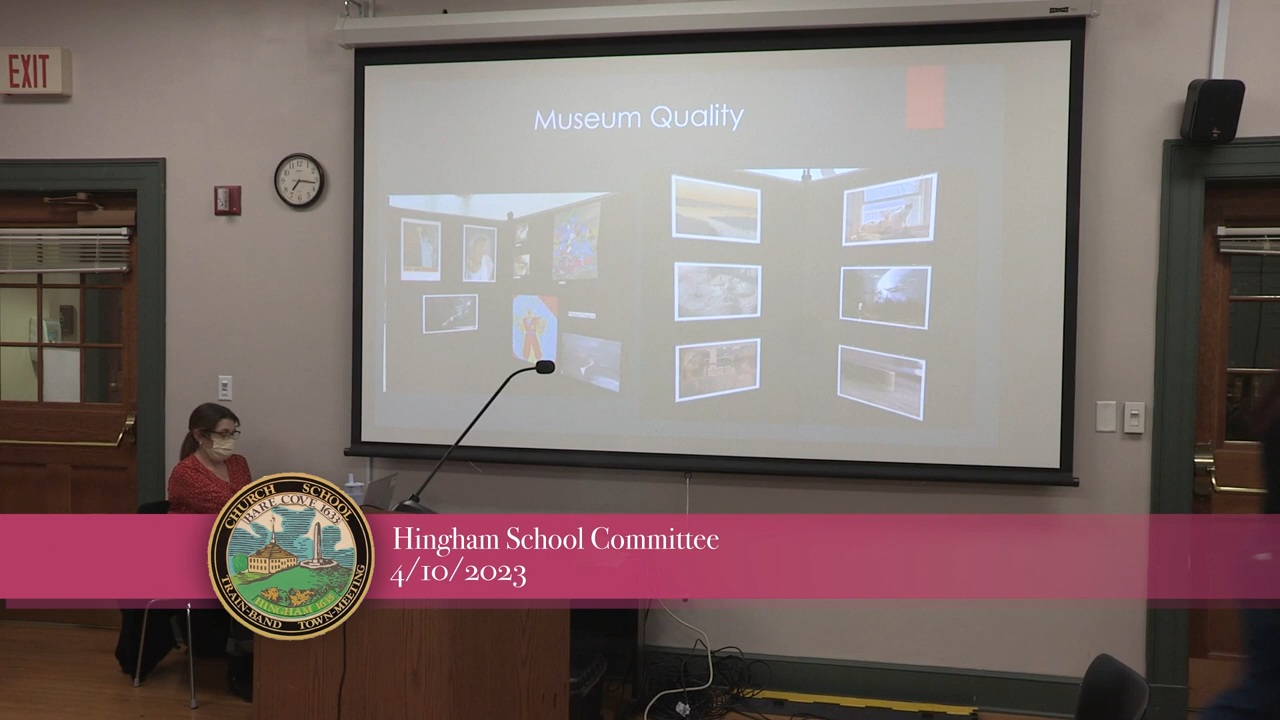 EXIT
Museum Quality
CHURCH SCHOOL
BARE COVE 1633
HINGHAM 1635
TRAIN-BAND TOWN-MEETING
Hingham School Committee
4/10/2023